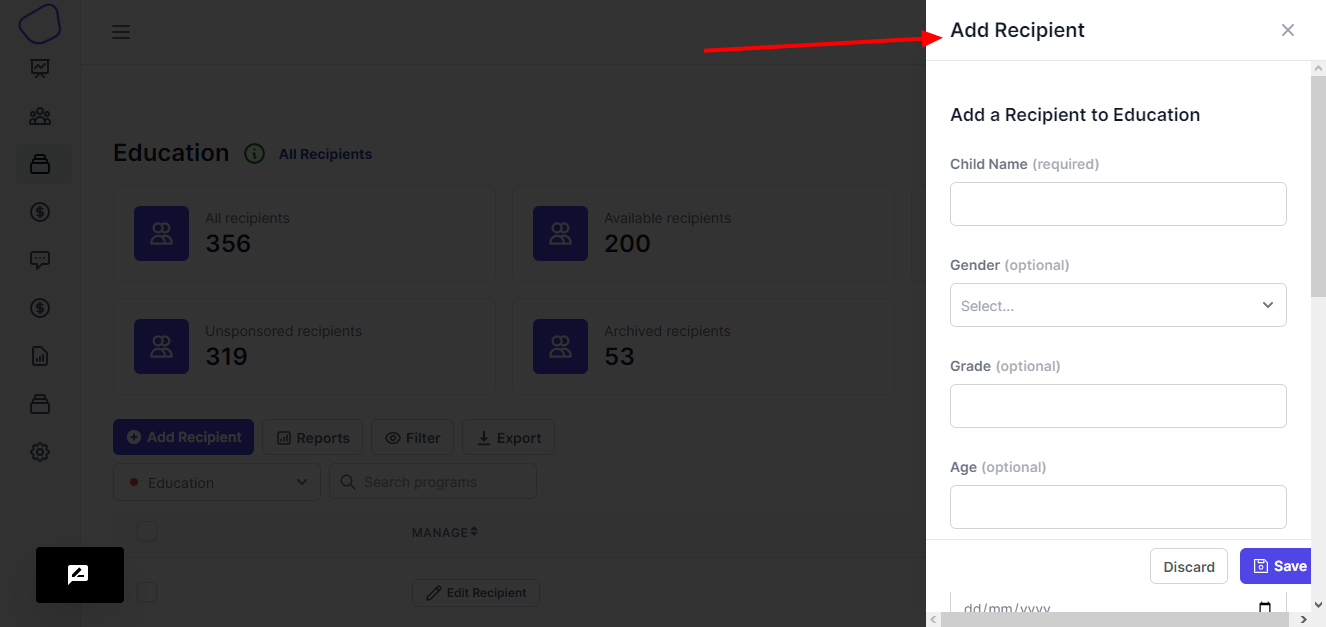 Add Recipient
Education
All Recipients
All recipients
356
Available recipients
200
Unsponsored recipients
319
Archived recipients
53
Add Recipient
Reports
Filter
Export
Education
Search programs
MANAGE
Edit Recipient
Add a Recipient to Education
Child Name (required)
Gender (optional)
Select...
Grade (optional)
Age (optional)
Discard
Save
dd/mm/yyyy